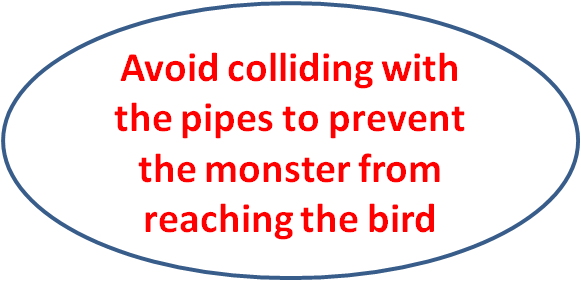 Avoid colliding with
the pipes to prevent
the monster from
reaching the bird